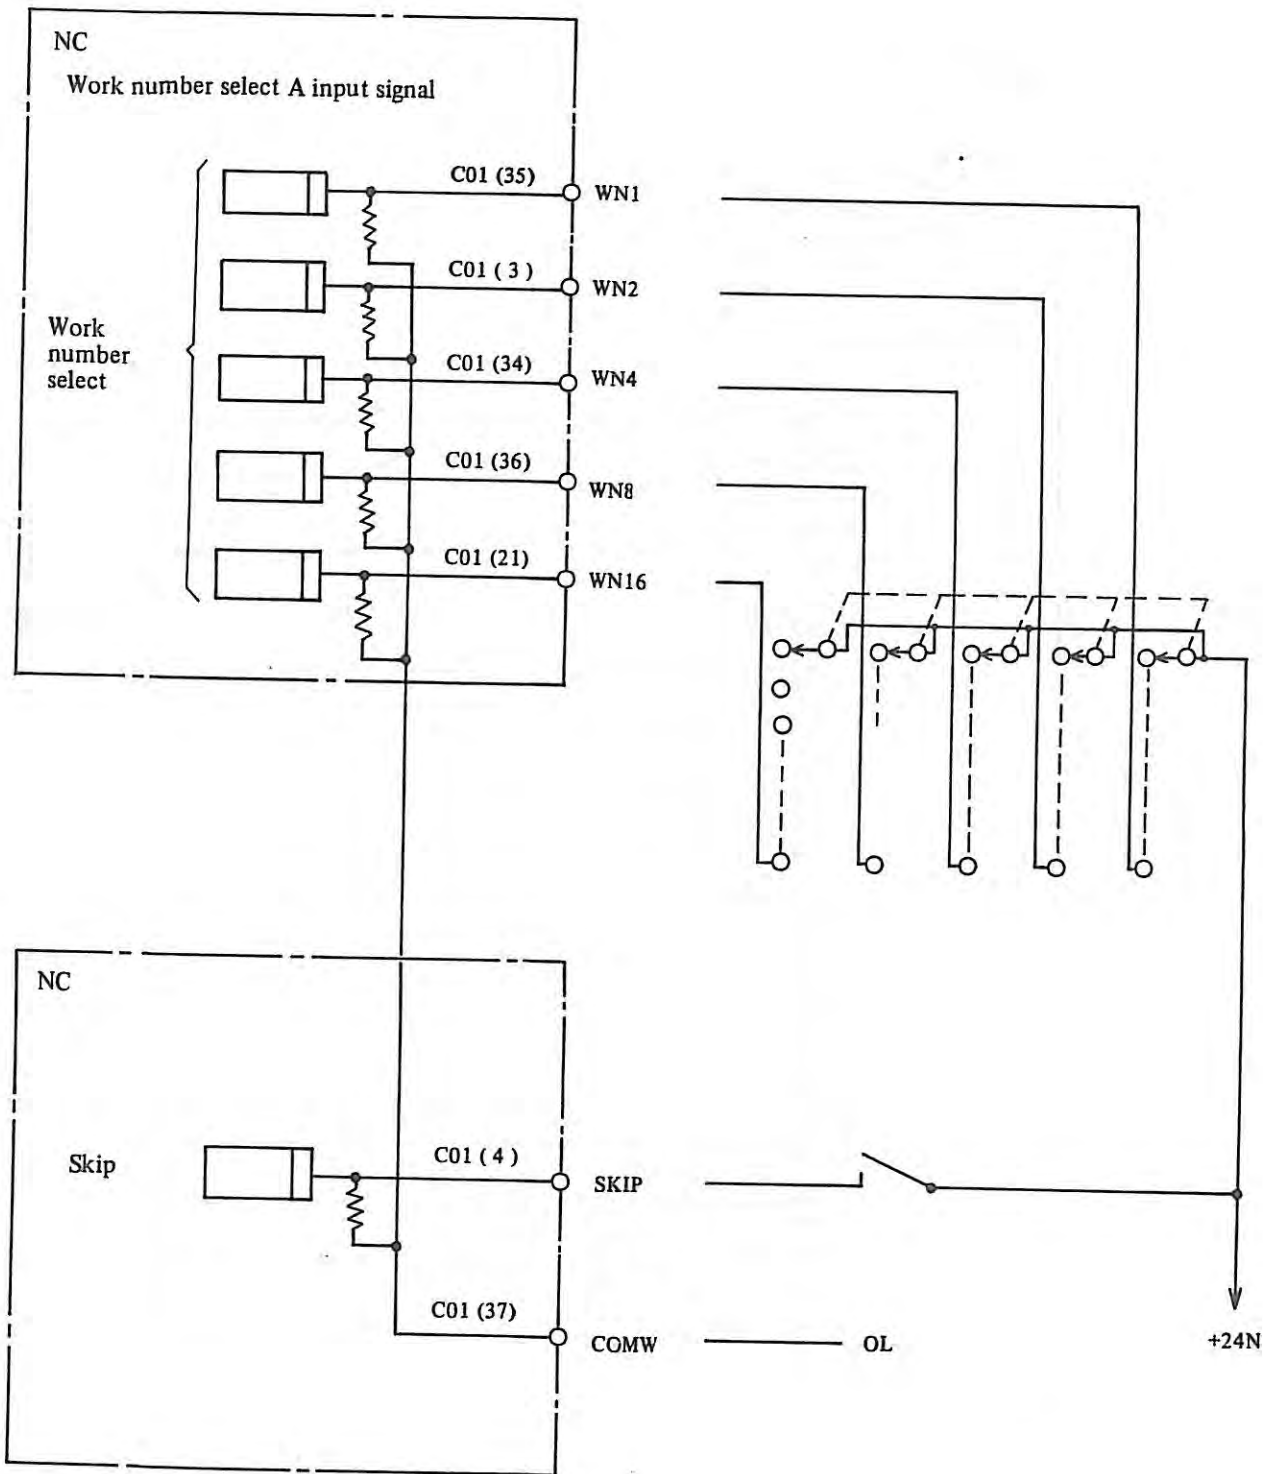 NC
Work number select A input signal
C01 (35)
WN1
C01 ( 3 )
WN2
Work
number
select
C01 (34)
WN4
C01 (36)
WN8
C01 (21)
WN16
NC
Skip
C01 ( 4 )
SKIP
C01 (37)
COMW
OL
+24N